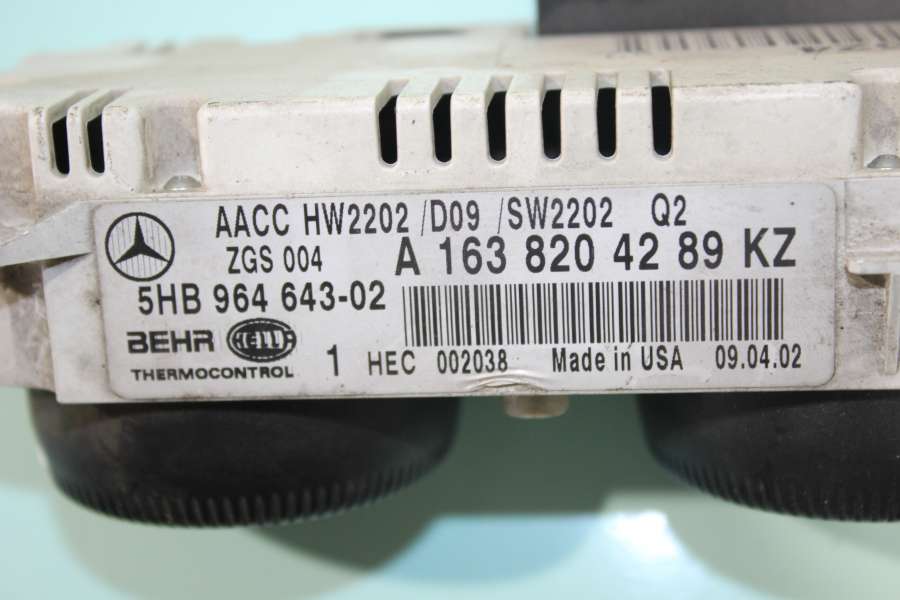 AACC HW2202 /D09 /SW2202 Q2
ZGS 004 A 163 820 42 89 KZ
5HB 964 643-02
BEHR HELLA
THERMOCONTROL 1 HEC 002038 Made in USA 09.04.02